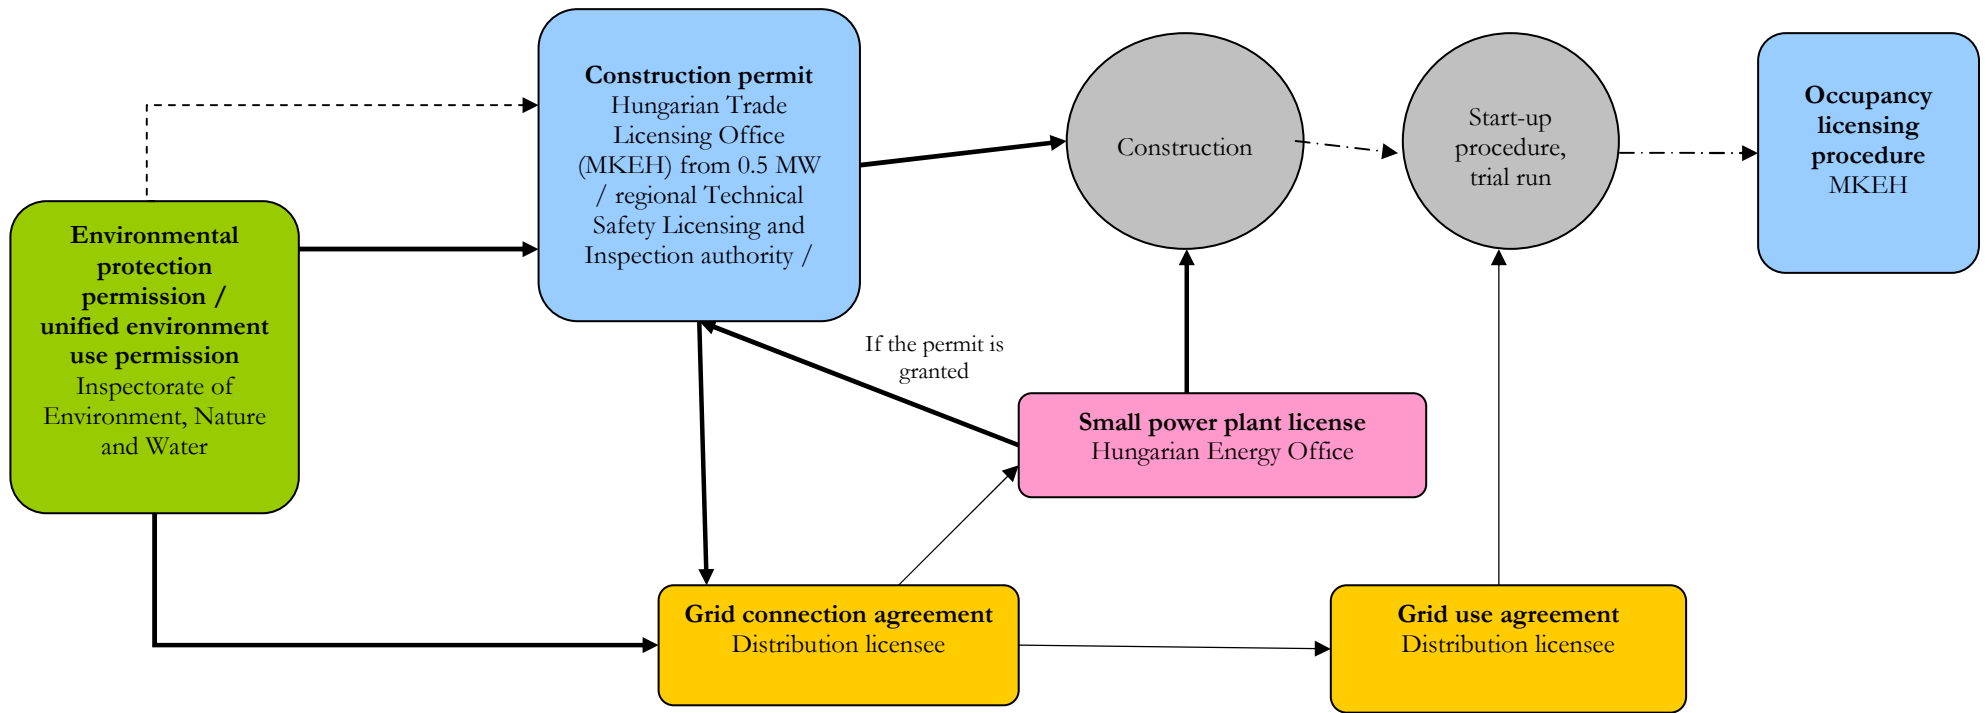 Construction permit
Hungarian Trade
Licensing Office
(MKEH) from 0.5 MW
/ regional Technical
Safety Licensing and
Inspection authority /
Construction
Start-up
procedure,
trial run
Occupancy
licensing
procedure
MKEH
Environmental
protection
permission /
unified environment
use permission
Inspectorate of
Environment, Nature
and Water
If the permit is
granted
Small power plant license
Hungarian Energy Office
Grid connection agreement
Distribution licensee
Grid use agreement
Distribution licensee